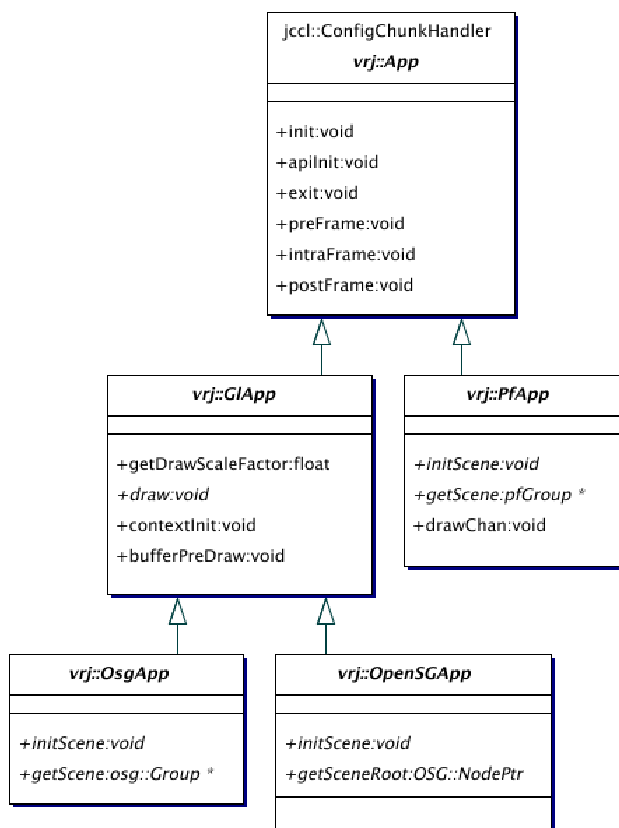 jccl::ConfigChunkHandler
vrj::App
+init:void
+apiInit:void
+exit:void
+preFrame:void
+intraFrame:void
+postFrame:void
vrj::GlApp
+getDrawScaleFactor:float
+draw:void
+contextInit:void
+bufferPreDraw:void
vrj::PfApp
+initScene:void
+getScene:pfGroup *
+drawChan:void
vrj::OsgApp
+initScene:void
+getScene:osg::Group *
vrj::OpenSGApp
+initScene:void
+getSceneRoot:OSG::NodePtr